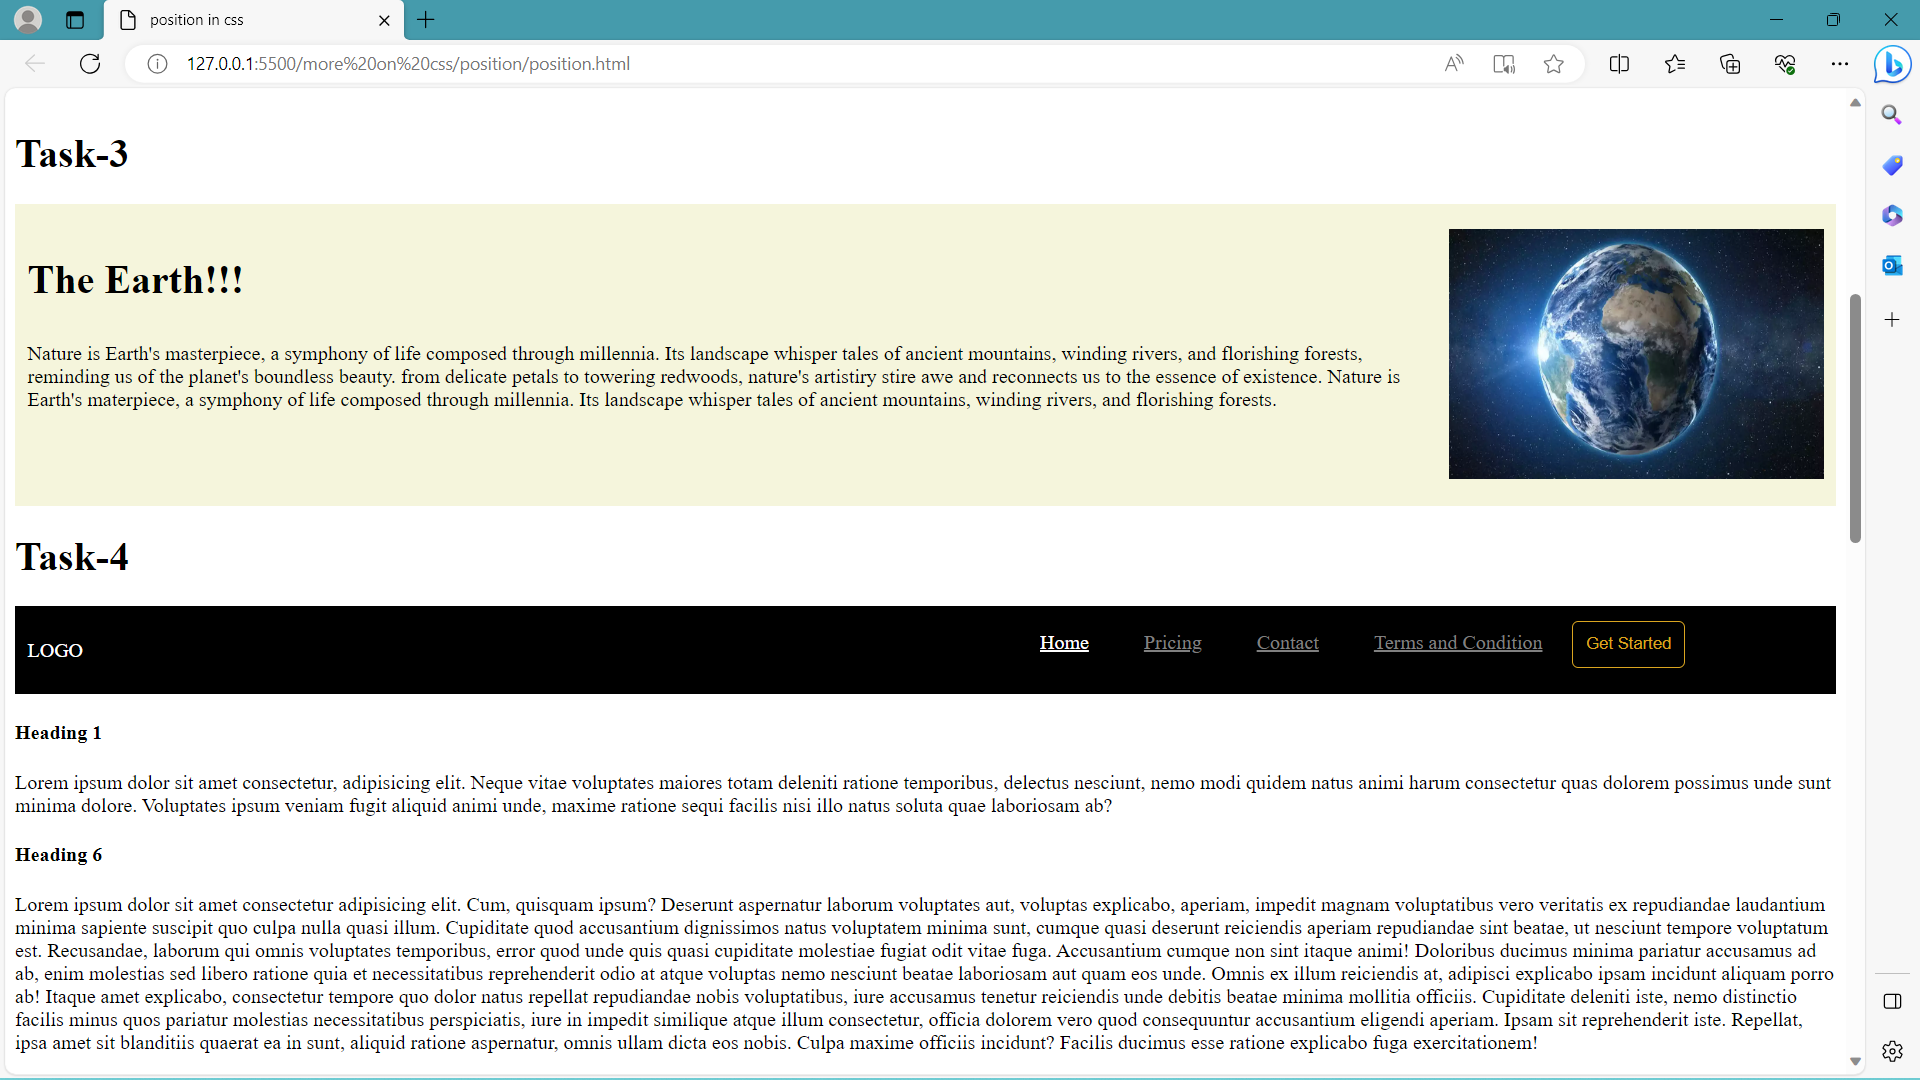 position in css
127.0.0.1:5500/more%20on%20css/position/position.html
Task-3
The Earth!!!
Nature is Earth's masterpiece, a symphony of life composed through millennia. Its landscape whisper tales of ancient mountains, winding rivers, and florishing forests,
reminding us of the planet's boundless beauty. from delicate petals to towering redwoods, nature's artistiry stire awe and reconnects us to the essence of existence. Nature is
Earth's materpiece, a symphony of life composed through millennia. Its landscape whisper tales of ancient mountains, winding rivers, and florishing forests.
Task-4
LOGO Home Pricing Contact Terms and Condition Get Started
Heading 1
Lorem ipsum dolor sit amet consectetur, adipisicing elit. Neque vitae voluptates maiores totam deleniti ratione temporibus, delectus nesciunt, nemo modi quidem natus animi harum consectetur quas dolorem possimus unde sunt
minima dolore. Voluptates ipsum veniam fugit aliquid animi unde, maxime ratione sequi facilis nisi illo natus soluta quae laboriosam ab?
Heading 6
Lorem ipsum dolor sit amet consectetur adipisicing elit. Cum, quisquam ipsum? Deserunt aspernatur laborum voluptates aut, voluptas explicabo, aperiam, impedit magnam voluptatibus vero veritatis ex repudiandae laudantium
minima sapiente suscipit quo culpa nulla quasi illum. Cupiditate quod accusantium dignissimos natus voluptatem minima sunt, cumque quasi deserunt reiciendis aperiam repudiandae sint beatae, ut nesciunt tempore voluptatum
est. Recusandae, laborum qui omnis voluptates temporibus, error quod unde quis quasi cupiditate molestiae fugiat odit vitae fuga. Accusantium cumque non sint itaque animi! Doloribus ducimus minima pariatur accusamus ad
ab, enim molestias sed libero ratione quia et necessitatibus reprehenderit odio at atque voluptas nemo nesciunt beatae laboriosam aut quam eos unde. Omnis ex illum reiciendis at, adipisci explicabo ipsam incidunt aliquam porro
ab! Itaque amet explicabo, consectetur tempore quo dolor natus repellat repudiandae nobis voluptatibus, iure accusamus tenetur reiciendis unde debitis beatae minima mollitia officiis. Cupiditate deleniti iste, nemo distinctio
facilis minus quos pariatur molestias necessitatibus perspiciatis, iure in impedit similique atque illum consectetur, officia dolorem vero quod consequuntur accusantium eligendi aperiam. Ipsam sit reprehenderit iste. Repellat,
ipsa amet sit blanditiis quaerat ea in sunt, aliquid ratione aspernatur, omnis ullam dicta eos nobis. Culpa maxime officiis incidunt? Facilis ducimus esse ratione explicabo fuga exercitationem!